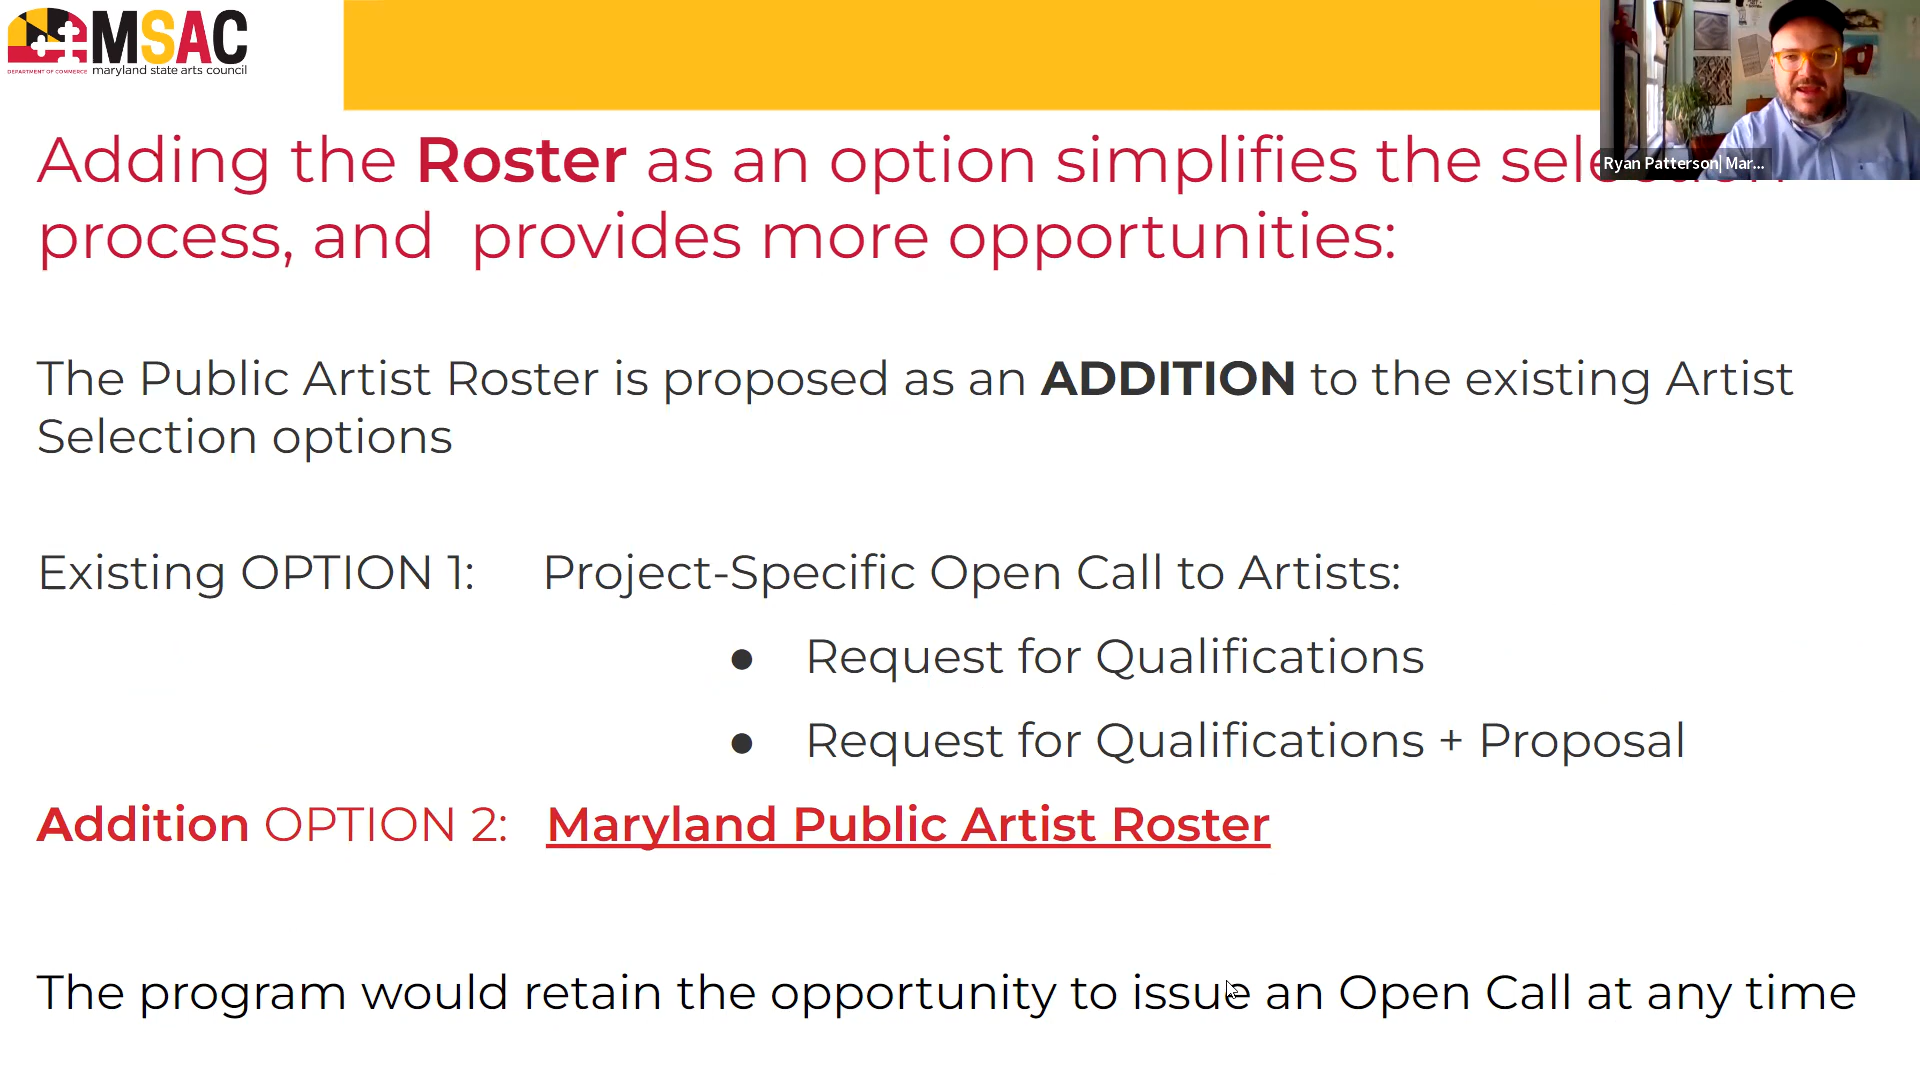 MSAC
DEPARTMENT OF COMMERCE
maryland state arts council
Ryan Patterson| Mar...
Adding the Roster as an option simplifies the selection
process, and provides more opportunities:
The Public Artist Roster is proposed as an ADDITION to the existing Artist
Selection options
Existing OPTION 1: Project-Specific Open Call to Artists:
● Request for Qualifications
● Request for Qualifications + Proposal
Addition OPTION 2: Maryland Public Artist Roster
The program would retain the opportunity to issue an Open Call at any time